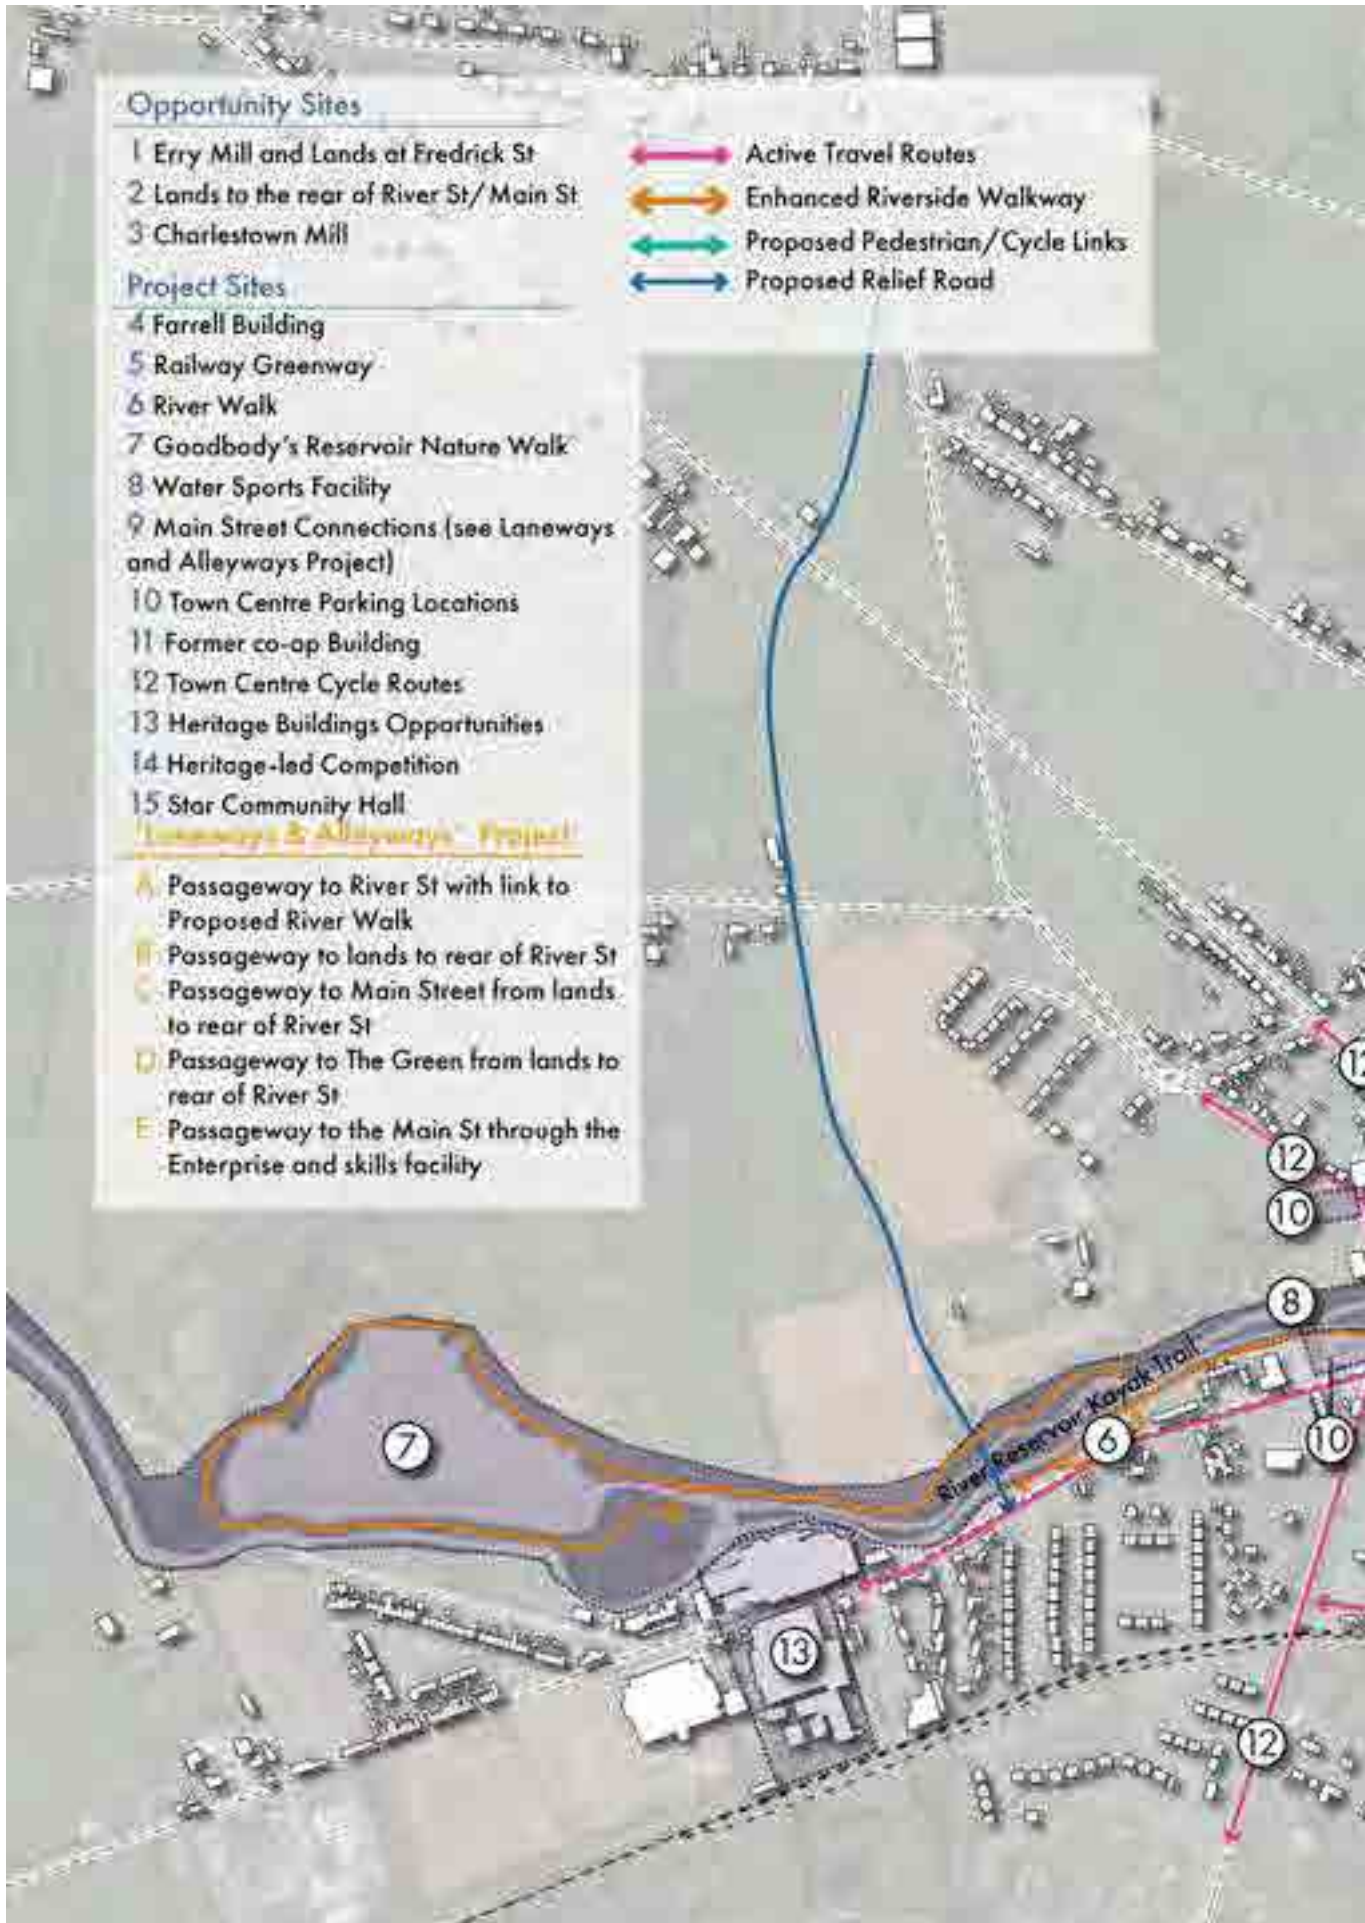 Opportunity Sites
1 Erry Mill and Lands at Fredrick St
2 Lands to the rear of River St/Main St
3 Charlestown Mill
Project Sites
4 Farrell Building
5 Railway Greenway
6 River Walk
7 Goodbody's Reservoir Nature Walk
8 Water Sports Facility
9 Main Street Connections (see Laneways
and Alleyways Project)
10 Town Centre Parking Locations
11 Former co-op Building
12 Town Centre Cycle Routes
13 Heritage Buildings Opportunities
14 Heritage-led Competition
15 Star Community Hall
"Laneways & Alleyways" Project
A Passageway to River St with link to
Proposed River Walk
B Passageway to lands to rear of River St
C Passageway to Main Street from lands
to rear of River St
D Passageway to The Green from lands to
rear of River St
E Passageway to the Main St through the
Enterprise and skills facility
Active Travel Routes
Enhanced Riverside Walkway
Proposed Pedestrian/Cycle Links
Proposed Relief Road
12
12
10
8
River Reservoir Kayak Trail
6
10
7
13
12